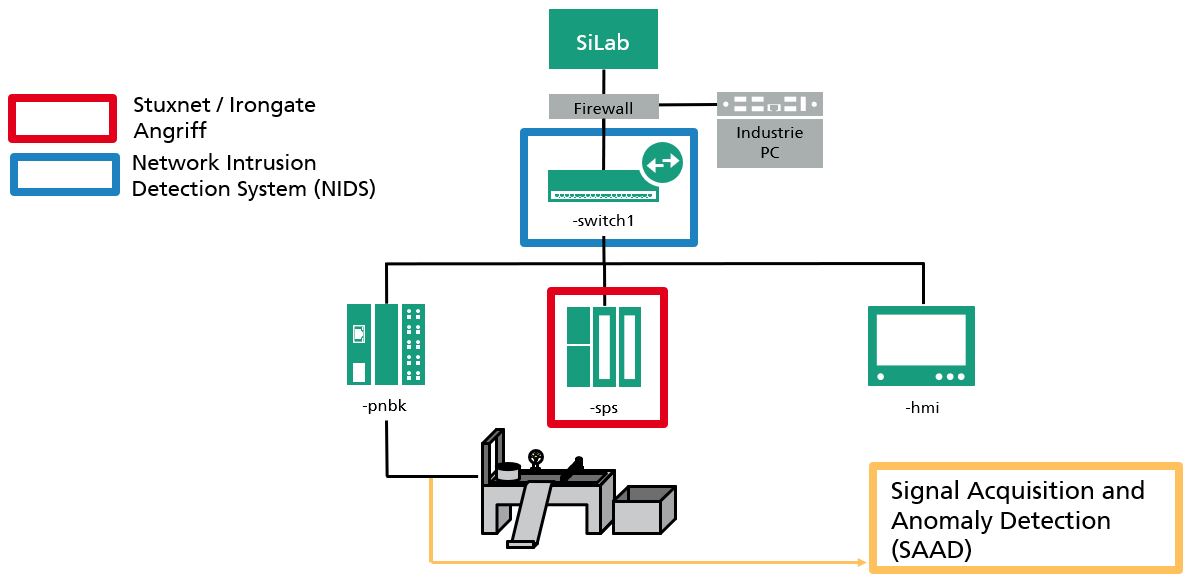 SiLab
Stuxnet / Irongate
Angriff
Firewall
Industrie
PC
Network Intrusion
Detection System (NIDS)
-switch1
-pnbk
-sps
-hmi
Signal Acquisition and
Anomaly Detection
(SAAD)